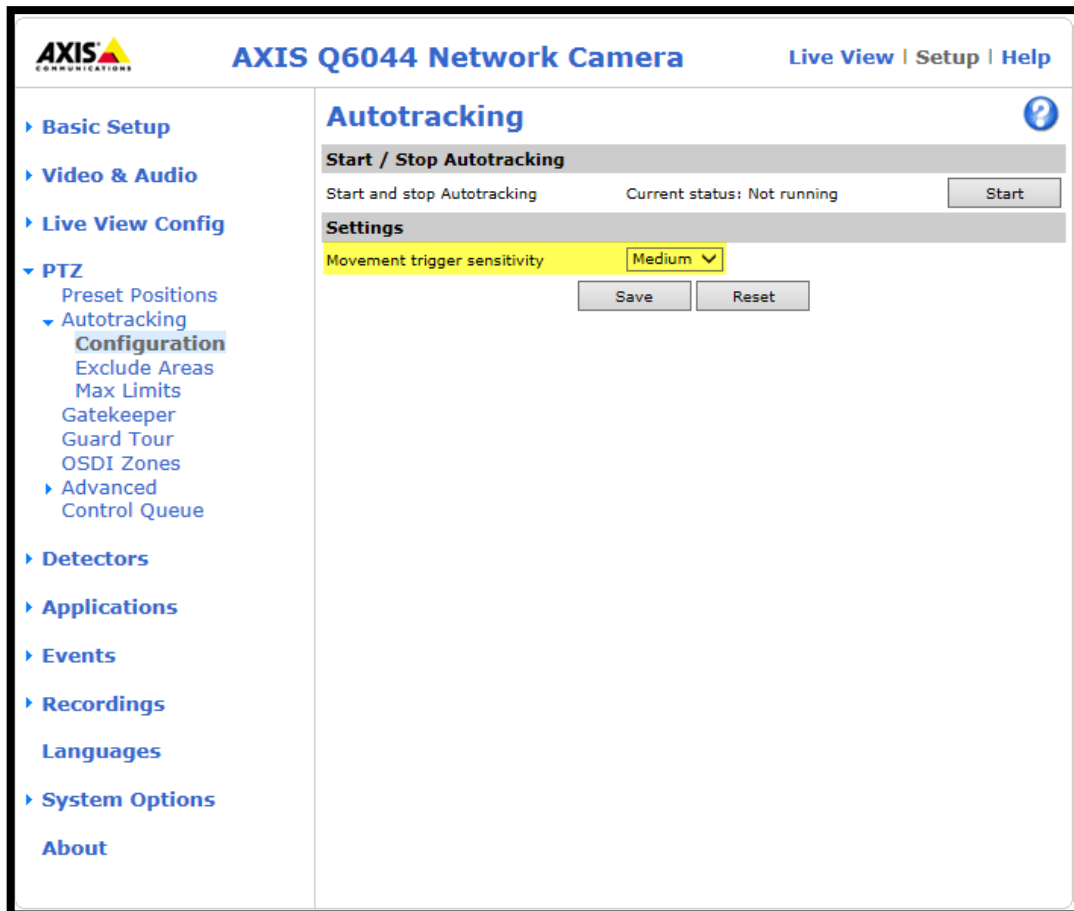 AXIS
COMMUNICATIONS
AXIS Q6044 Network Camera
Live View | Setup | Help
Basic Setup
Video & Audio
Live View Config
PTZ
Preset Positions
Autotracking
Configuration
Exclude Areas
Max Limits
Gatekeeper
Guard Tour
OSDI Zones
Advanced
Control Queue
Detectors
Applications
Events
Recordings
Languages
System Options
About
Autotracking
?
Start / Stop Autotracking
Start and stop Autotracking Current status: Not running Start
Settings
Movement trigger sensitivity Medium
Save Reset